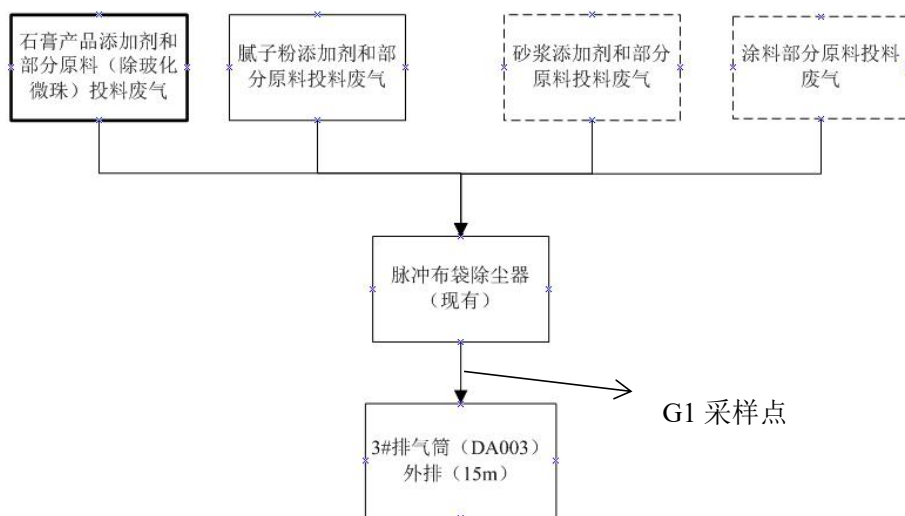 石膏产品添加剂和
部分原料（除玻化
微珠）投料废气
腻子粉添加剂和部
分原料投料废气
砂浆添加剂和部分
原料投料废气
涂料部分原料投料
废气
脉冲布袋除尘器
（现有）
G1 采样点
3#排气筒（DA003）
外排（15m）